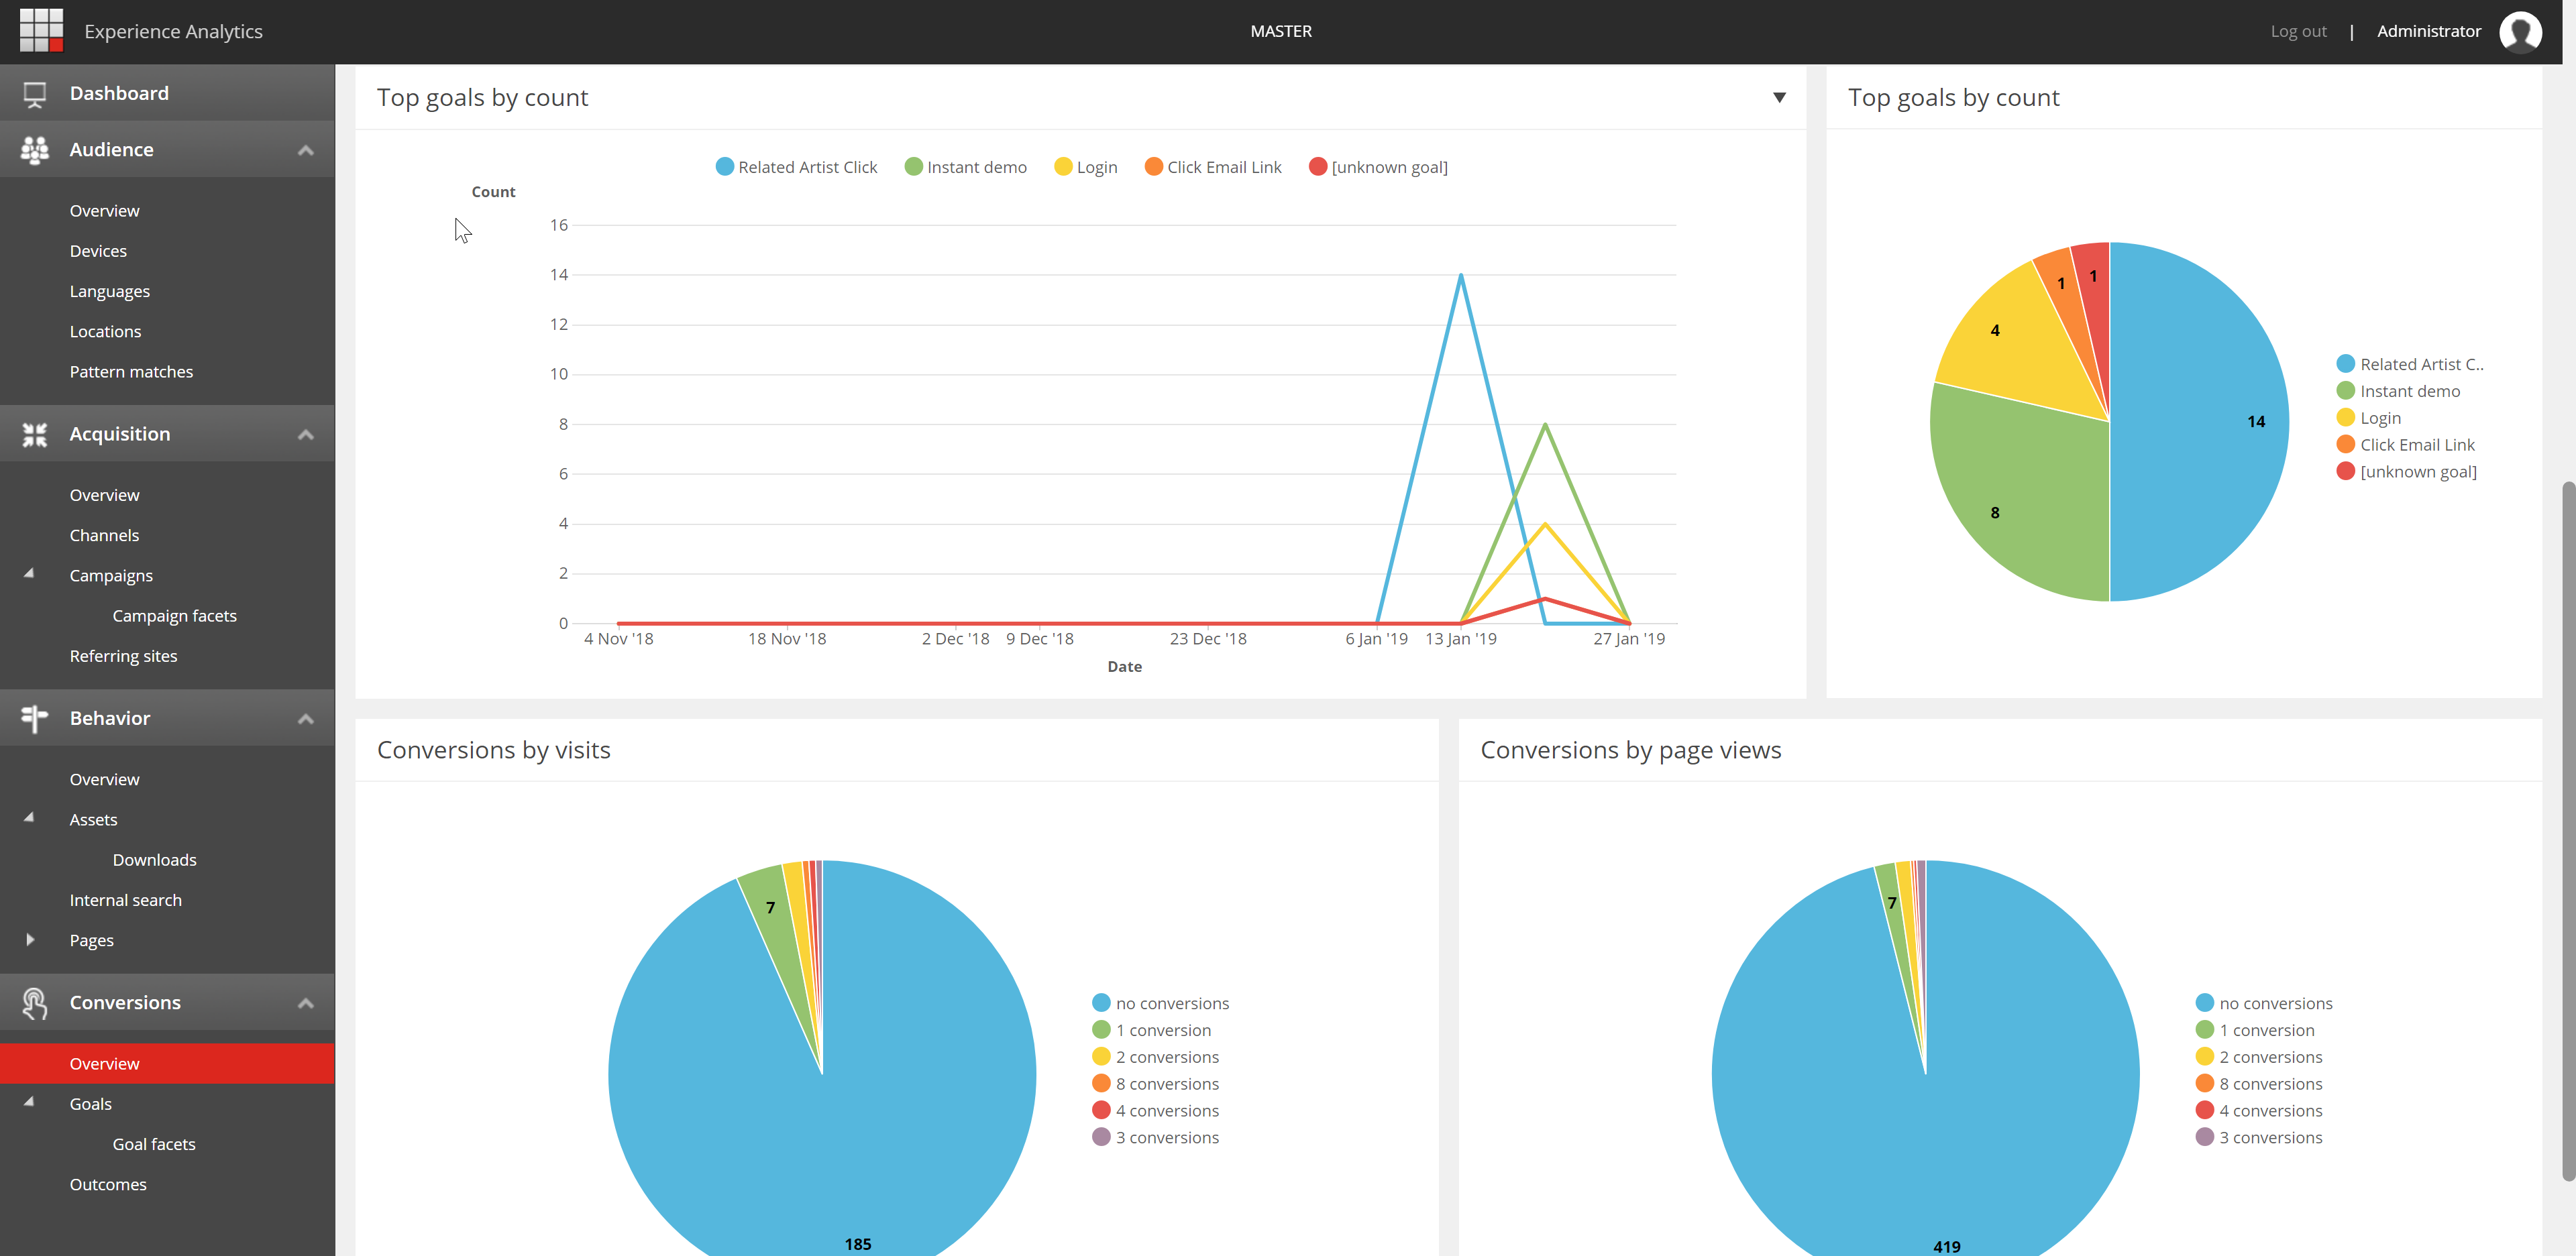 Experience Analytics
MASTER
Log out | Administrator
Dashboard
Audience
Overview
Devices
Languages
Locations
Pattern matches
Acquisition
Overview
Channels
Campaigns
Campaign facets
Referring sites
Behavior
Overview
Assets
Downloads
Internal search
Pages
Conversions
Overview
Goals
Goal facets
Outcomes
Top goals by count
Related Artist Click Instant demo Login Click Email Link [unknown goal]
Count
16
14
12
10
8
6
4
2
0
4 Nov '18 18 Nov '18 2 Dec '18 9 Dec '18 23 Dec '18 6 Jan '19 13 Jan '19 27 Jan '19
Date
Top goals by count
1 1
4
14
8
Related Artist C..
Instant demo
Login
Click Email Link
[unknown goal]
Conversions by visits
7
185
no conversions
1 conversion
2 conversions
8 conversions
4 conversions
3 conversions
Conversions by page views
7
419
no conversions
1 conversion
2 conversions
8 conversions
4 conversions
3 conversions